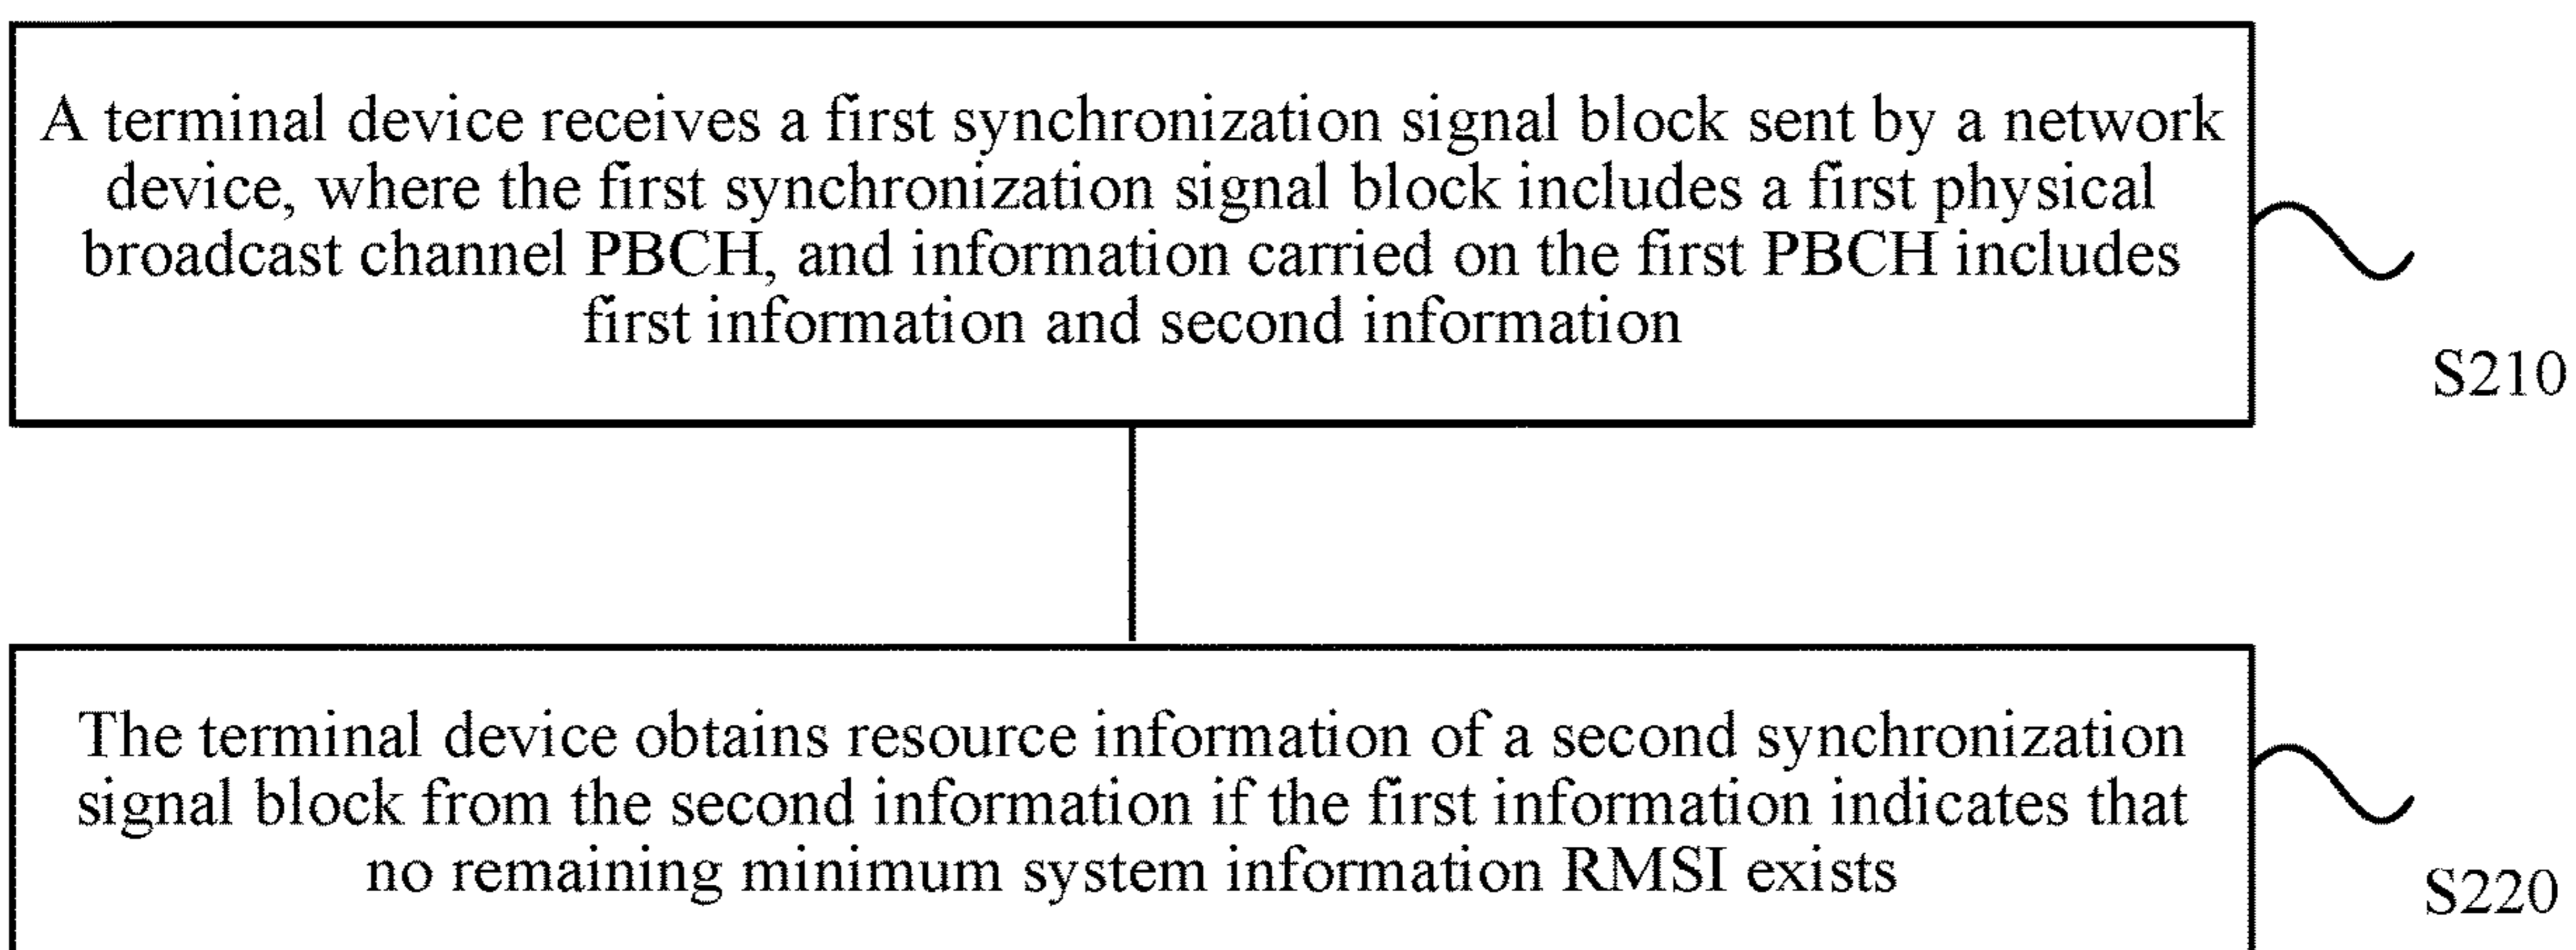 A terminal device receives a first synchronization signal block sent by a network
device, where the first synchronization signal block includes a first physical
broadcast channel PBCH, and information carried on the first PBCH includes
first information and second information
S210
The terminal device obtains resource information of a second synchronization
signal block from the second information if the first information indicates that
no remaining minimum system information RMSI exists
S220